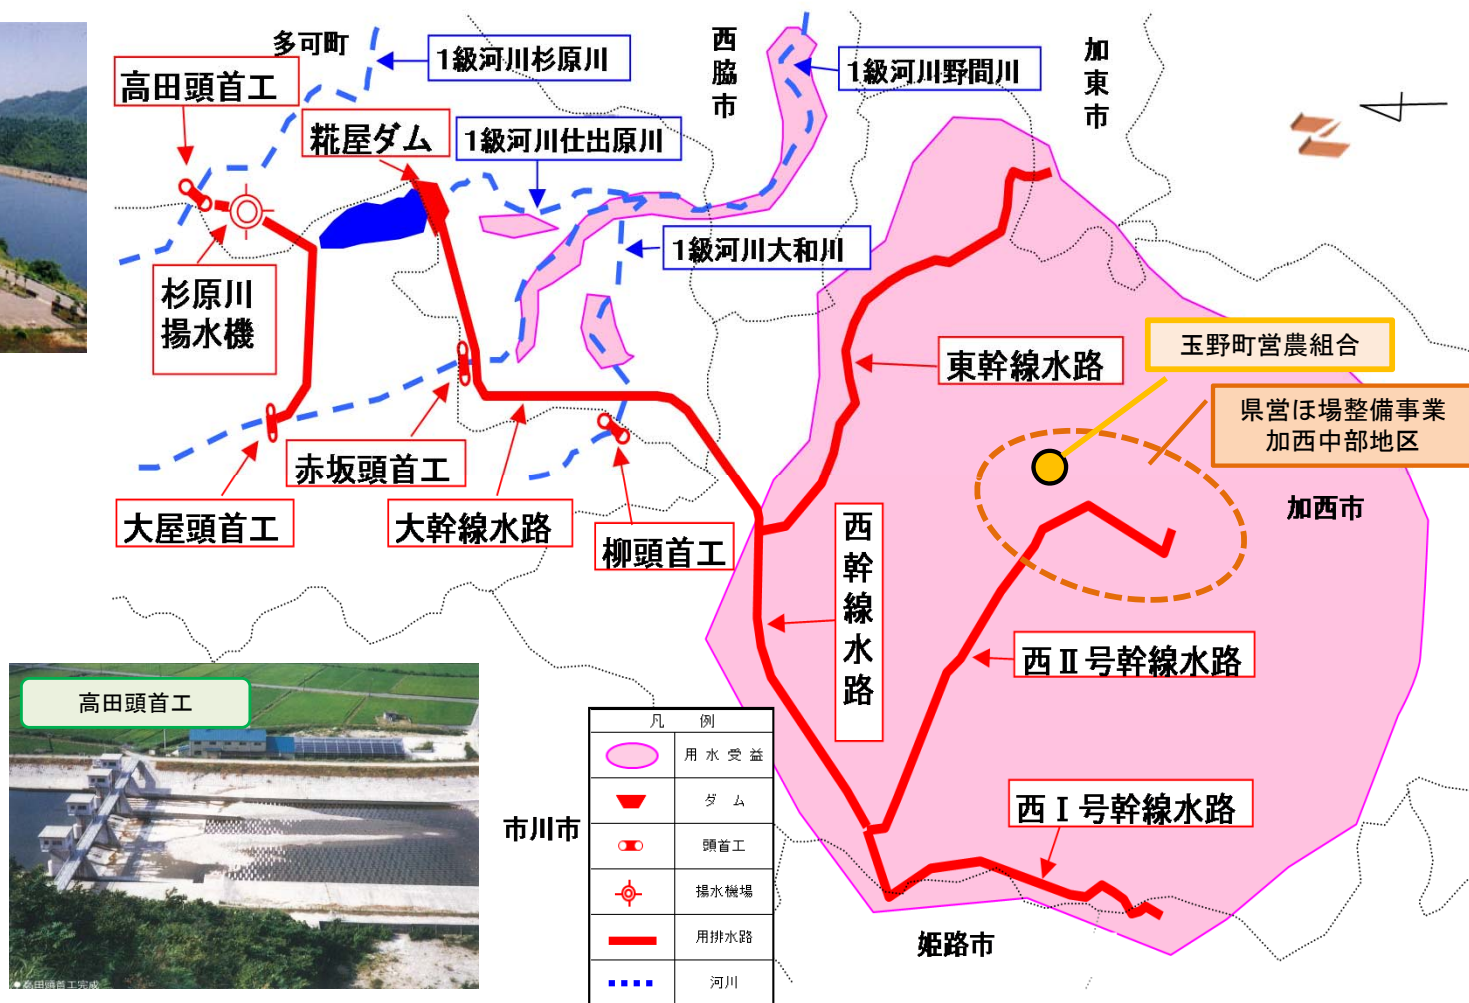 多可町
1級河川杉原川
西脇市
1級河川野間川
加東市
高田頭首工
糀屋ダム
1級河川仕出原川
1級河川大和川
杉原川
揚水機
東幹線水路
玉野町営農組合
県営ほ場整備事業
加西中部地区
赤坂頭首工
大屋頭首工
大幹線水路
柳頭首工
西幹線水路
加西市
西Ⅱ号幹線水路
高田頭首工
凡 例
用水受益
ダム
頭首工
揚水機場
用排水路
河川
市川市
西Ⅰ号幹線水路
姫路市
●高田頭首工完成